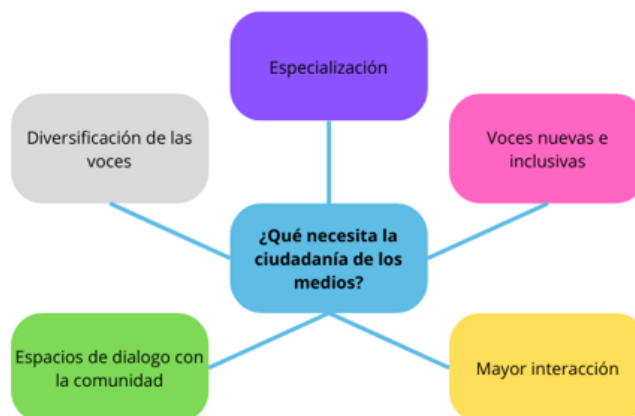 Especialización
Diversificación de las
voces
Voces nuevas e
inclusivas
¿Qué necesita la
ciudadanía de los
medios?
Espacios de dialogo con
la comunidad
Mayor interacción